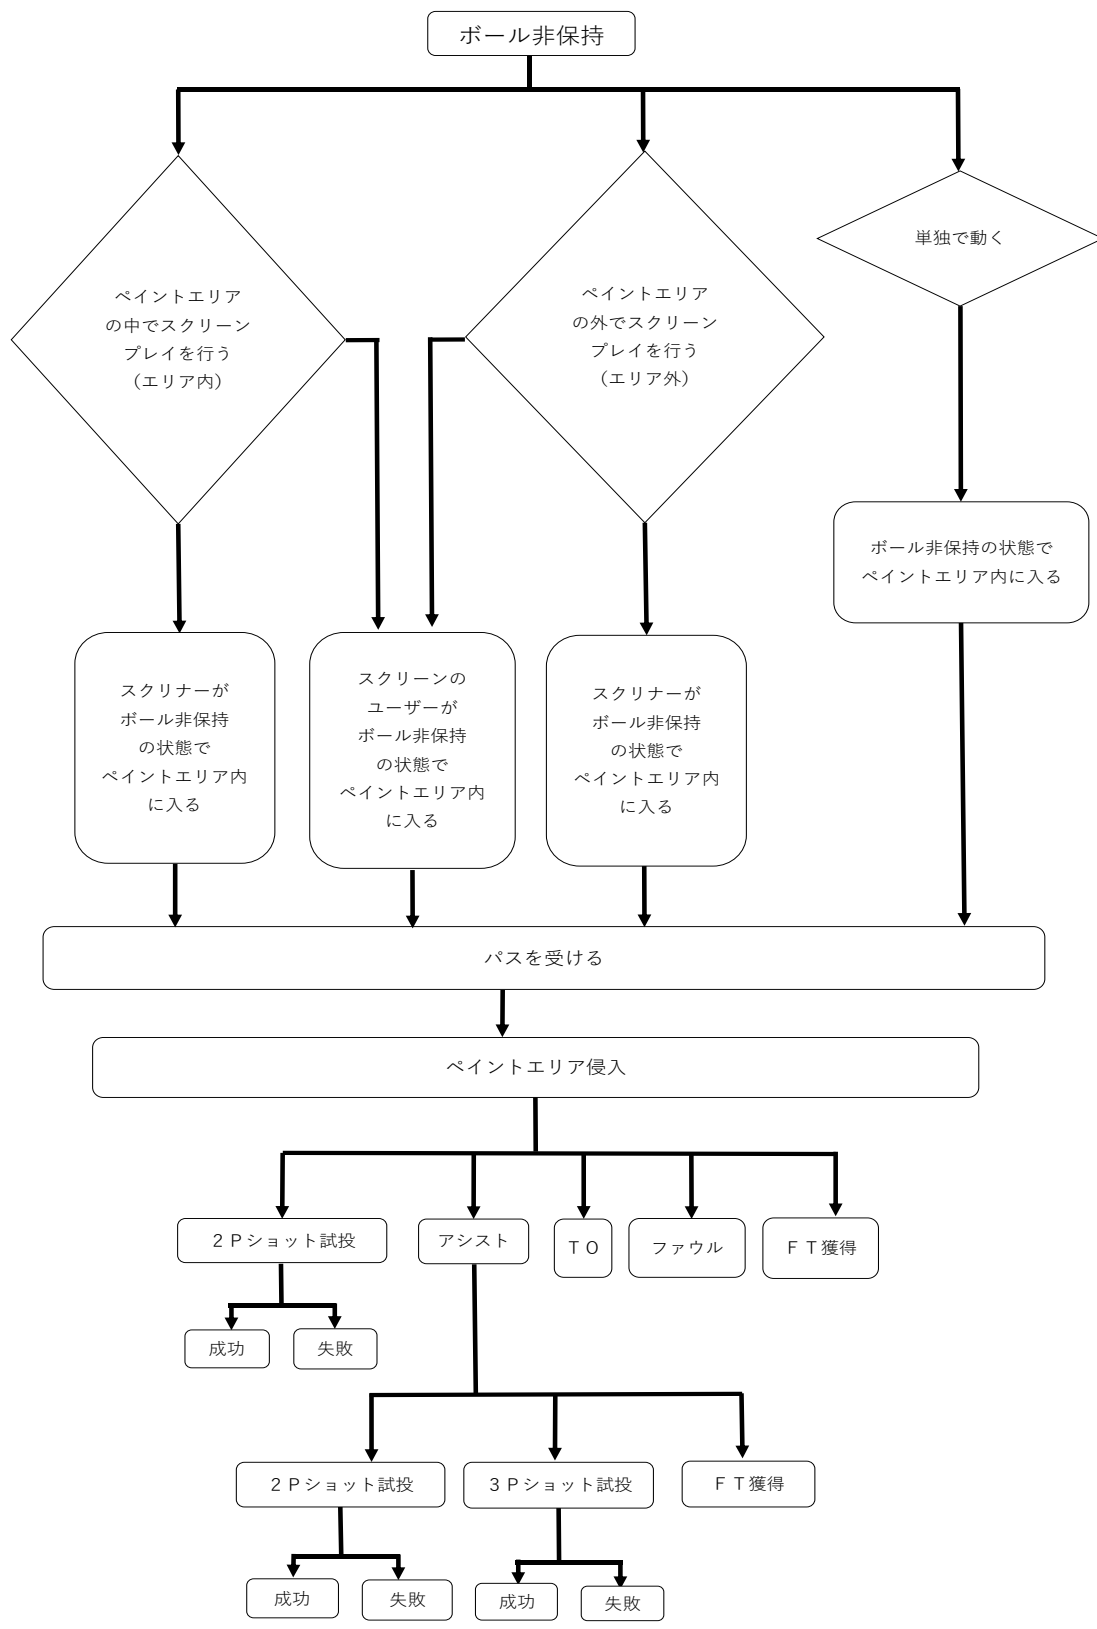 ボール非保持
ペイントエリア
の中でスクリーン
プレイを行う
（エリア内）
ペイントエリア
の外でスクリーン
プレイを行う
（エリア外）
単独で動く
ボール非保持の状態で
ペイントエリア内に入る
スクリナーが
ボール非保持
の状態で
ペイントエリア内
に入る
スクリーンの
ユーザーが
ボール非保持
の状態で
ペイントエリア内
に入る
スクリナーが
ボール非保持
の状態で
ペイントエリア内
に入る
パスを受ける
ペイントエリア侵入
２Ｐショット試投
アシスト
ＴＯ
ファウル
ＦＴ獲得
成功
失敗
２Ｐショット試投
３Ｐショット試投
ＦＴ獲得
成功
失敗
成功
失敗